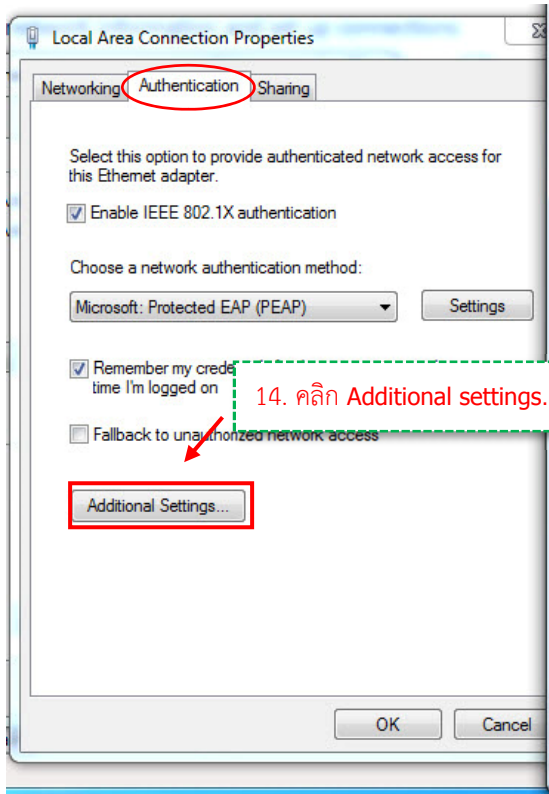 Local Area Connection Properties
Networking Authentication Sharing
Select this option to provide authenticated network access for
this Ethernet adapter.
Enable IEEE 802.1X authentication
Choose a network authentication method:
Microsoft: Protected EAP (PEAP) Settings
Remember my
time I'm logged on
14. คลิก Additional settings.
Fallback to unauthorized network access
Additional Settings...
OK Cancel